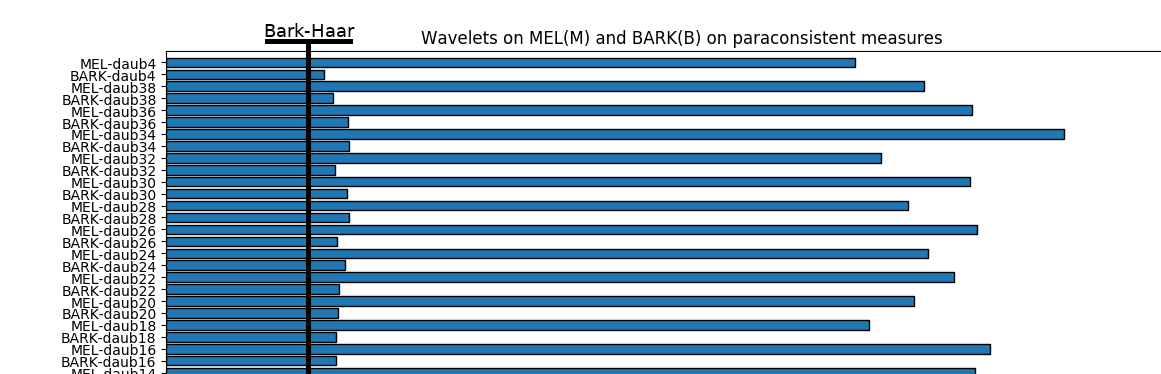 Bark-Haar
Wavelets on MEL(M) and BARK(B) on paraconsistent measures
MEL-daub4
BARK-daub4
MEL-daub38
BARK-daub38
MEL-daub36
BARK-daub36
MEL-daub34
BARK-daub34
MEL-daub32
BARK-daub32
MEL-daub30
BARK-daub30
MEL-daub28
BARK-daub28
MEL-daub26
BARK-daub26
MEL-daub24
BARK-daub24
MEL-daub22
BARK-daub22
MEL-daub20
BARK-daub20
MEL-daub18
BARK-daub18
MEL-daub16
BARK-daub16
MEL-daub14